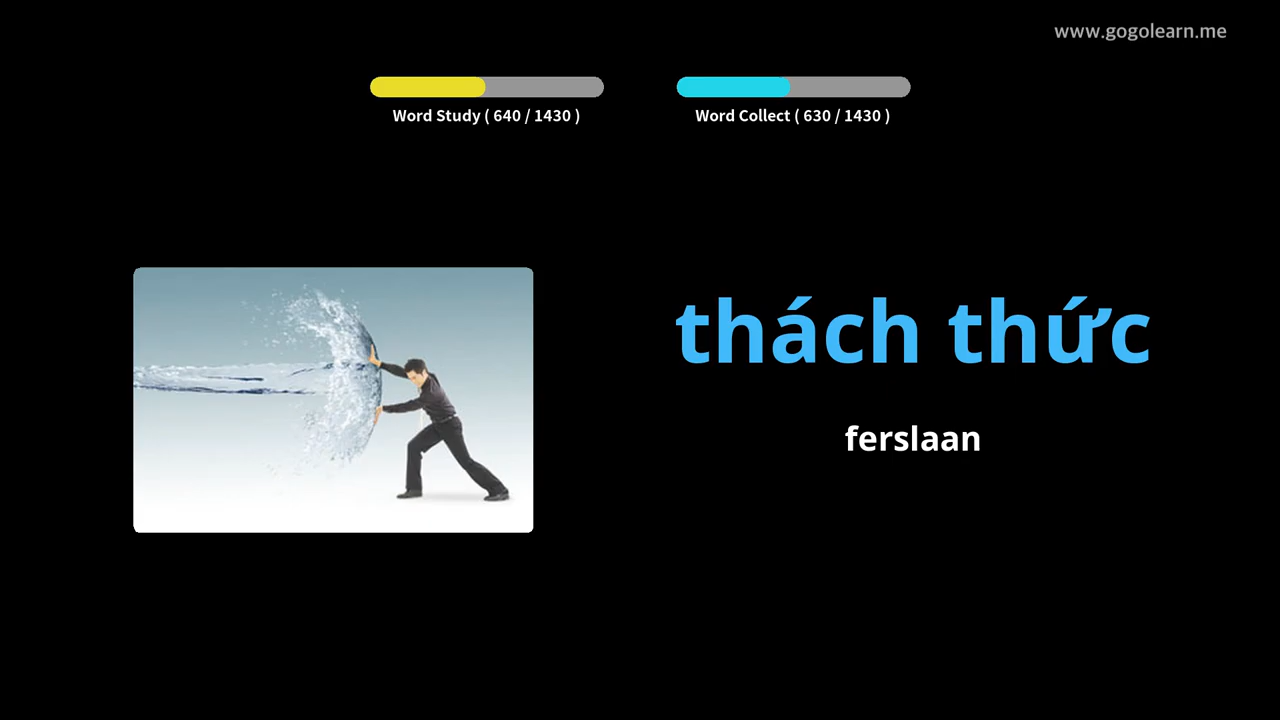 www.gogolearn.me
Word Study ( 640 / 1430 )
Word Collect ( 630 / 1430 )
thách thức
ferslaan